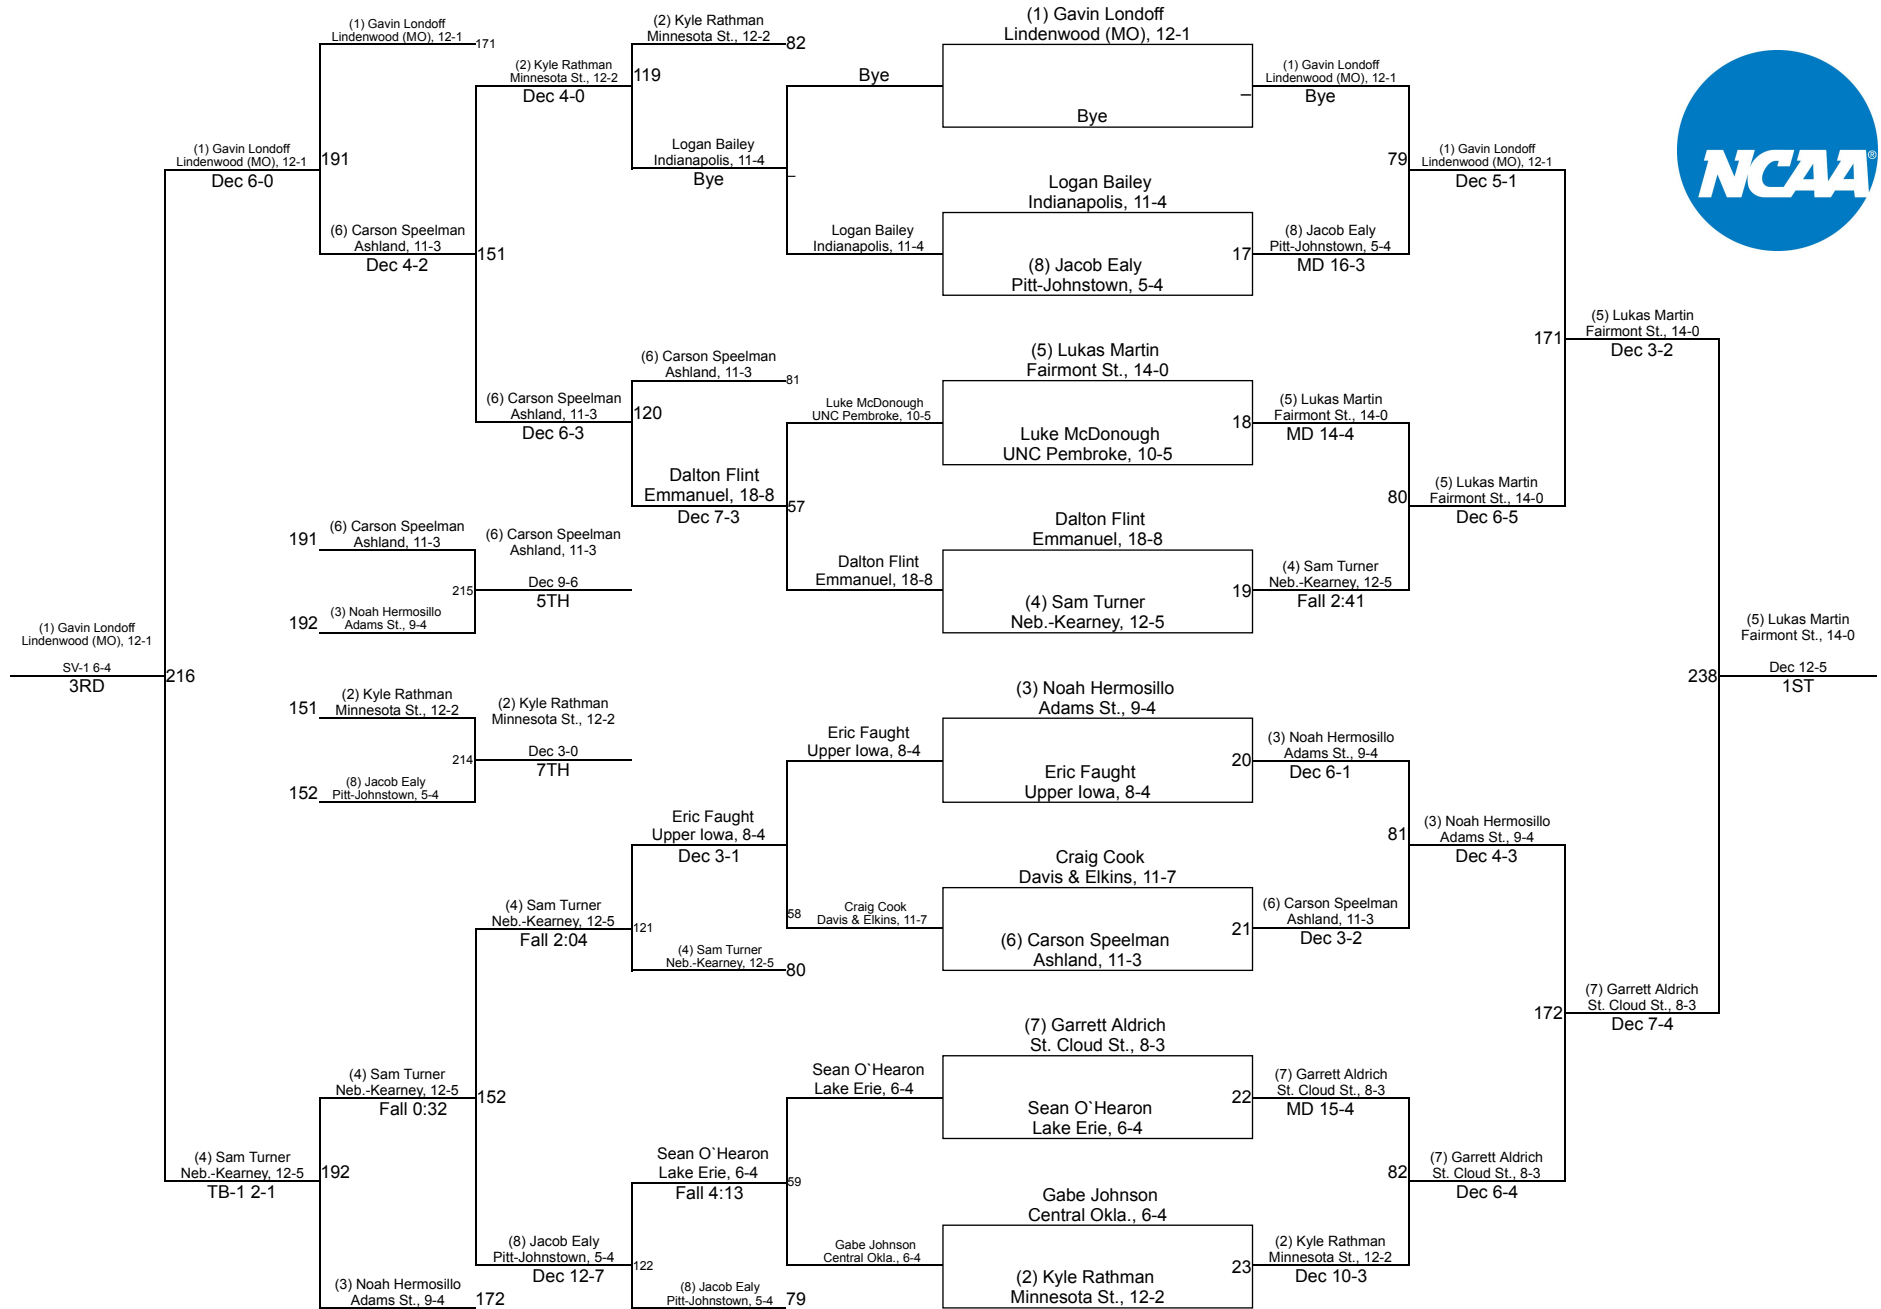 (1) Gavin Londoff
Lindenwood (MO), 12-1
171
(2) Kyle Rathman
Minnesota St., 12-2
82
(1) Gavin Londoff
Lindenwood (MO), 12-1
(2) Kyle Rathman
Minnesota St., 12-2
119
Dec 4-0
Bye
(1) Gavin Londoff
Lindenwood (MO), 12-1
–
Bye
Bye
NCAA®
(1) Gavin Londoff
Lindenwood (MO), 12-1
191
Dec 6-0
Logan Bailey
Indianapolis, 11-4
Bye
–
79
(1) Gavin Londoff
Lindenwood (MO), 12-1
Dec 5-1
Logan Bailey
Indianapolis, 11-4
(6) Carson Speelman
Ashland, 11-3
151
Dec 4-2
Logan Bailey
Indianapolis, 11-4
(8) Jacob Ealy
Pitt-Johnstown, 5-4
17
(8) Jacob Ealy
Pitt-Johnstown, 5-4
MD 16-3
171
(5) Lukas Martin
Fairmont St., 14-0
Dec 3-2
(6) Carson Speelman
Ashland, 11-3
81
(5) Lukas Martin
Fairmont St., 14-0
(6) Carson Speelman
Ashland, 11-3
120
Dec 6-3
Luke McDonough
UNC Pembroke, 10-5
Luke McDonough
UNC Pembroke, 10-5
18
(5) Lukas Martin
Fairmont St., 14-0
MD 14-4
Dalton Flint
Emmanuel, 18-8
57
Dec 7-3
80
(5) Lukas Martin
Fairmont St., 14-0
Dec 6-5
191
(6) Carson Speelman
Ashland, 11-3
(6) Carson Speelman
Ashland, 11-3
Dalton Flint
Emmanuel, 18-8
215
Dec 9-6
5TH
Dalton Flint
Emmanuel, 18-8
(4) Sam Turner
Neb.-Kearney, 12-5
19
(4) Sam Turner
Neb.-Kearney, 12-5
Fall 2:41
192
(3) Noah Hermosillo
Adams St., 9-4
(1) Gavin Londoff
Lindenwood (MO), 12-1
SV-1 6-4
3RD
216
238
(5) Lukas Martin
Fairmont St., 14-0
Dec 12-5
1ST
151
(2) Kyle Rathman
Minnesota St., 12-2
(2) Kyle Rathman
Minnesota St., 12-2
(3) Noah Hermosillo
Adams St., 9-4
214
Dec 3-0
7TH
Eric Faught
Upper Iowa, 8-4
Eric Faught
Upper Iowa, 8-4
20
(3) Noah Hermosillo
Adams St., 9-4
Dec 6-1
152
(8) Jacob Ealy
Pitt-Johnstown, 5-4
Eric Faught
Upper Iowa, 8-4
Dec 3-1
81
(3) Noah Hermosillo
Adams St., 9-4
Dec 4-3
Craig Cook
Davis & Elkins, 11-7
(4) Sam Turner
Neb.-Kearney, 12-5
121
Fall 2:04
58
Craig Cook
Davis & Elkins, 11-7
(6) Carson Speelman
Ashland, 11-3
21
(6) Carson Speelman
Ashland, 11-3
Dec 3-2
(4) Sam Turner
Neb.-Kearney, 12-5
80
172
(7) Garrett Aldrich
St. Cloud St., 8-3
Dec 7-4
(7) Garrett Aldrich
St. Cloud St., 8-3
(4) Sam Turner
Neb.-Kearney, 12-5
152
Fall 0:32
Sean O`Hearon
Lake Erie, 6-4
Sean O`Hearon
Lake Erie, 6-4
22
(7) Garrett Aldrich
St. Cloud St., 8-3
MD 15-4
(4) Sam Turner
Neb.-Kearney, 12-5
192
TB-1 2-1
Sean O`Hearon
Lake Erie, 6-4
59
Fall 4:13
82
(7) Garrett Aldrich
St. Cloud St., 8-3
Dec 6-4
Gabe Johnson
Central Okla., 6-4
(8) Jacob Ealy
Pitt-Johnstown, 5-4
122
Dec 12-7
Gabe Johnson
Central Okla., 6-4
(2) Kyle Rathman
Minnesota St., 12-2
23
(2) Kyle Rathman
Minnesota St., 12-2
Dec 10-3
(3) Noah Hermosillo
Adams St., 9-4
172
(8) Jacob Ealy
Pitt-Johnstown, 5-4
79